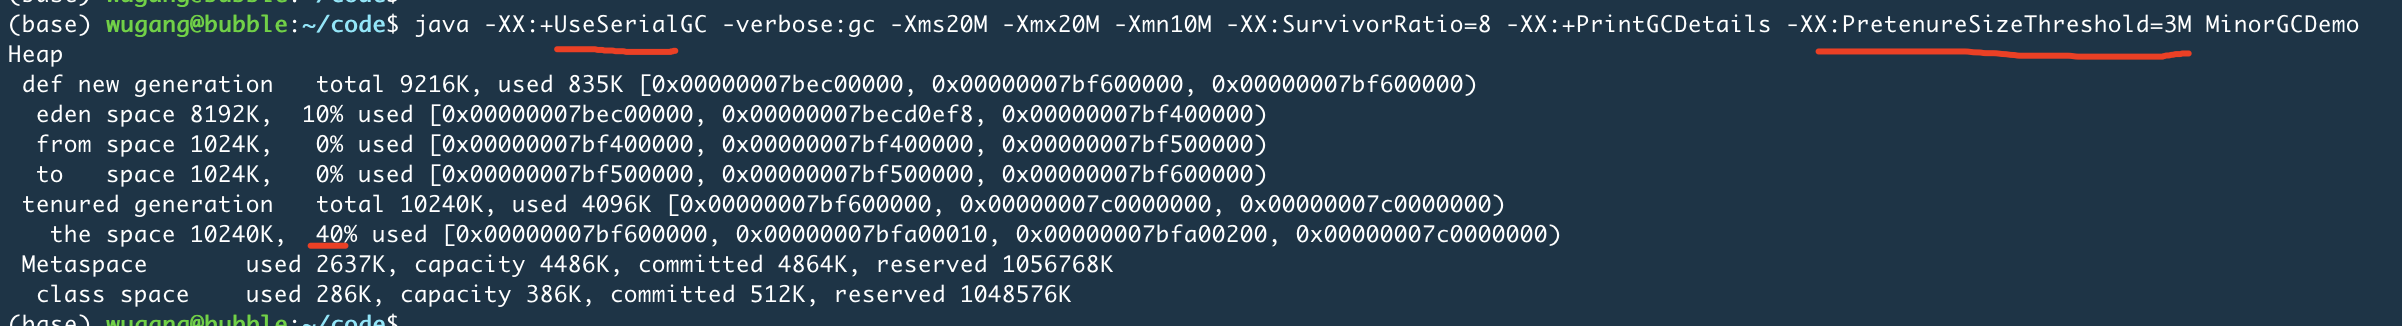 (base) wugang@bubble:~/code$
(base) wugang@bubble:~/code$ java -XX:+UseSerialGC -verbose:gc -Xms20M -Xmx20M -Xmn10M -XX:SurvivorRatio=8 -XX:+PrintGCDetails -XX:PretenureSizeThreshold=3M MinorGCDemo
Heap
 def new generation   total 9216K, used 835K [0x00000007bec00000, 0x00000007bf600000, 0x00000007bf600000)
  eden space 8192K,  10% used [0x00000007bec00000, 0x00000007becd0ef8, 0x00000007bf400000)
  from space 1024K,   0% used [0x00000007bf400000, 0x00000007bf400000, 0x00000007bf500000)
  to   space 1024K,   0% used [0x00000007bf500000, 0x00000007bf500000, 0x00000007bf600000)
 tenured generation   total 10240K, used 4096K [0x00000007bf600000, 0x00000007c0000000, 0x00000007c0000000)
   the space 10240K,  40% used [0x00000007bf600000, 0x00000007bfa00010, 0x00000007bfa00200, 0x00000007c0000000)
 Metaspace       used 2637K, capacity 4486K, committed 4864K, reserved 1056768K
  class space    used 286K, capacity 386K, committed 512K, reserved 1048576K
(base) wugang@bubble:~/code$